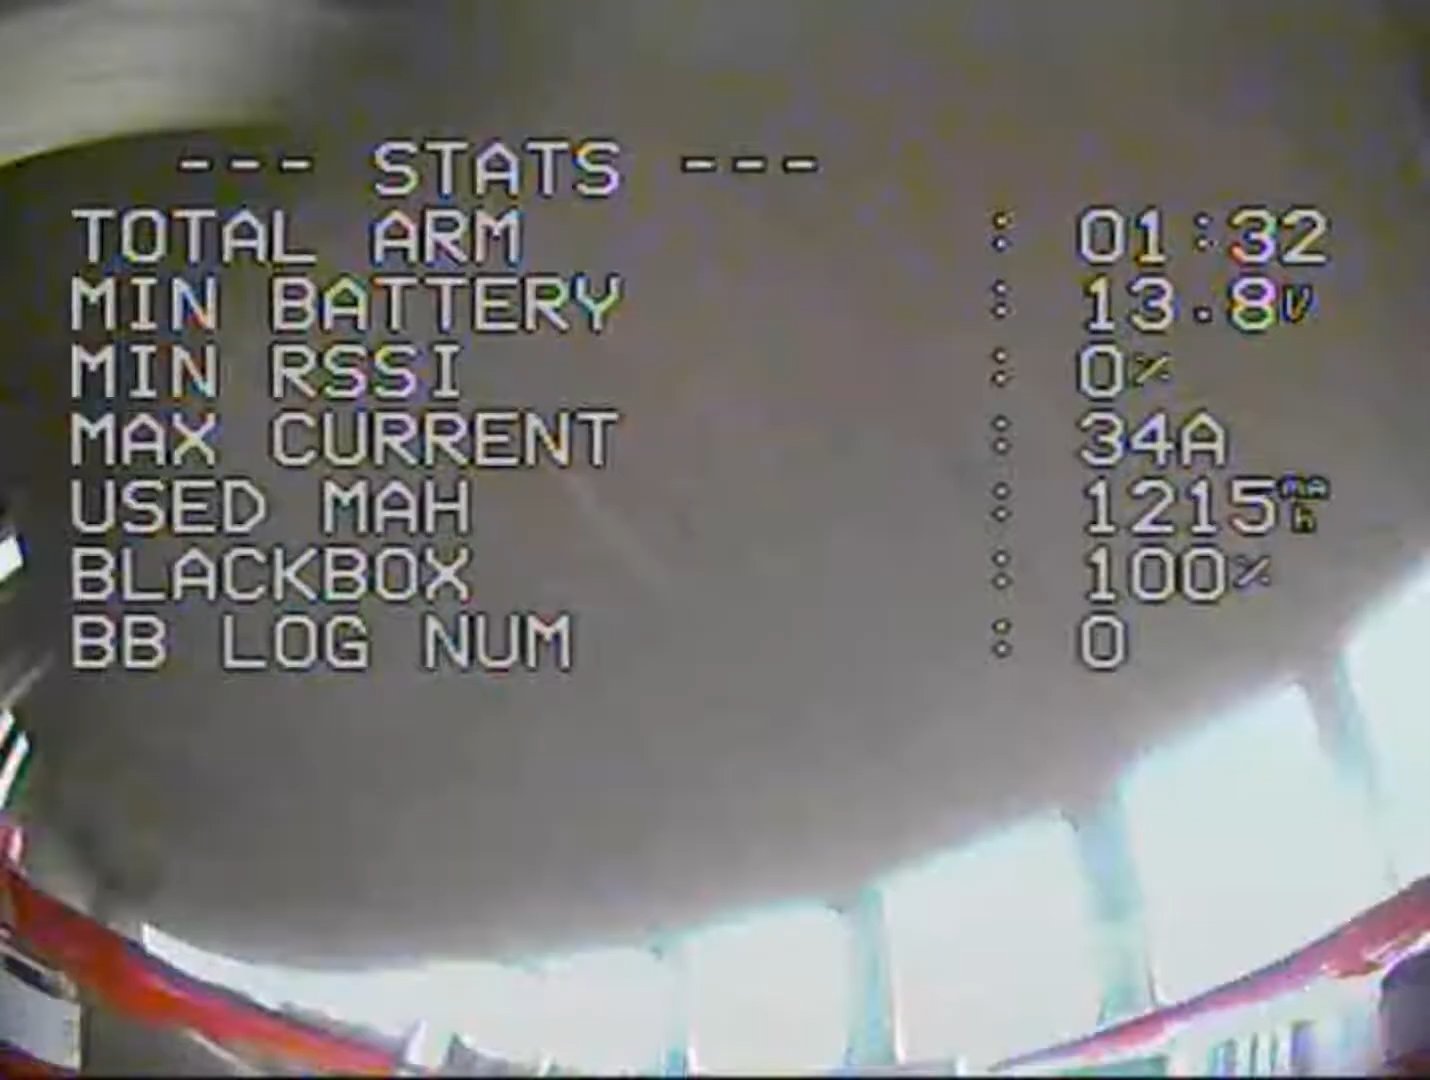 --- STATS ---
TOTAL ARM : 01:32
MIN BATTERY : 13.8V
MIN RSSI : 0%
MAX CURRENT : 34A
USED MAH : 1215mAh
BLACKBOX : 100%
BB LOG NUM : 0